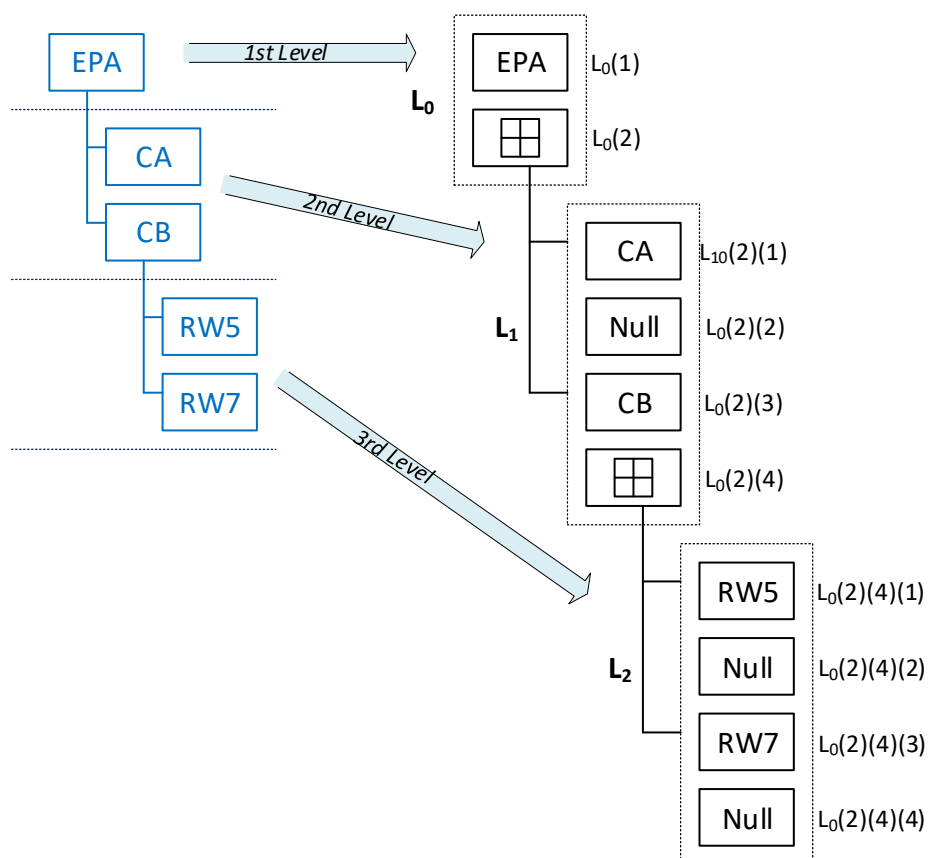 EPA
1st Level
EPA
L₀(1)
L₀
L₀(2)
CA
2nd Level
CB
CA
L₁₀(2)(1)
RW5
L₁
Null
L₀(2)(2)
RW7
CB
L₀(2)(3)
3rd Level
L₀(2)(4)
RW5
L₀(2)(4)(1)
L₂
Null
L₀(2)(4)(2)
RW7
L₀(2)(4)(3)
Null
L₀(2)(4)(4)